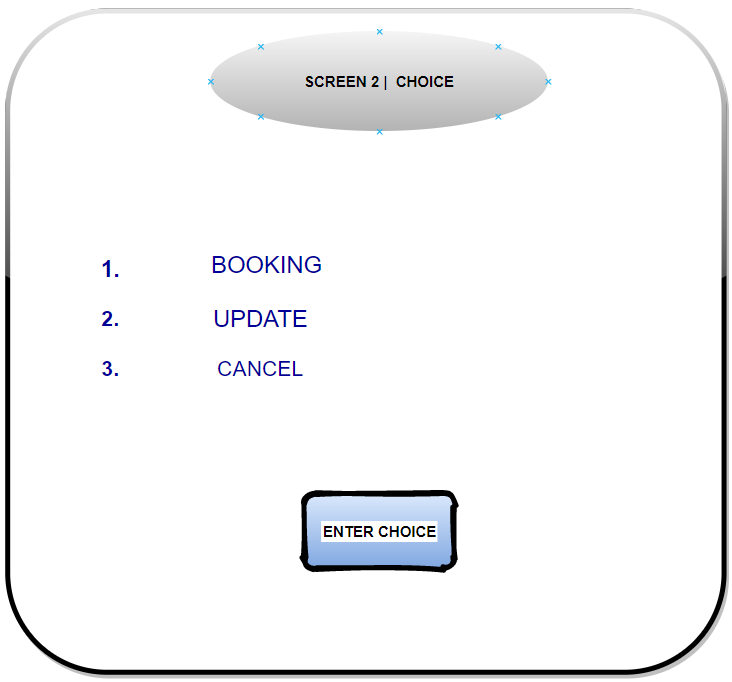 SCREEN 2 | CHOICE
1. BOOKING
2. UPDATE
3. CANCEL
ENTER CHOICE